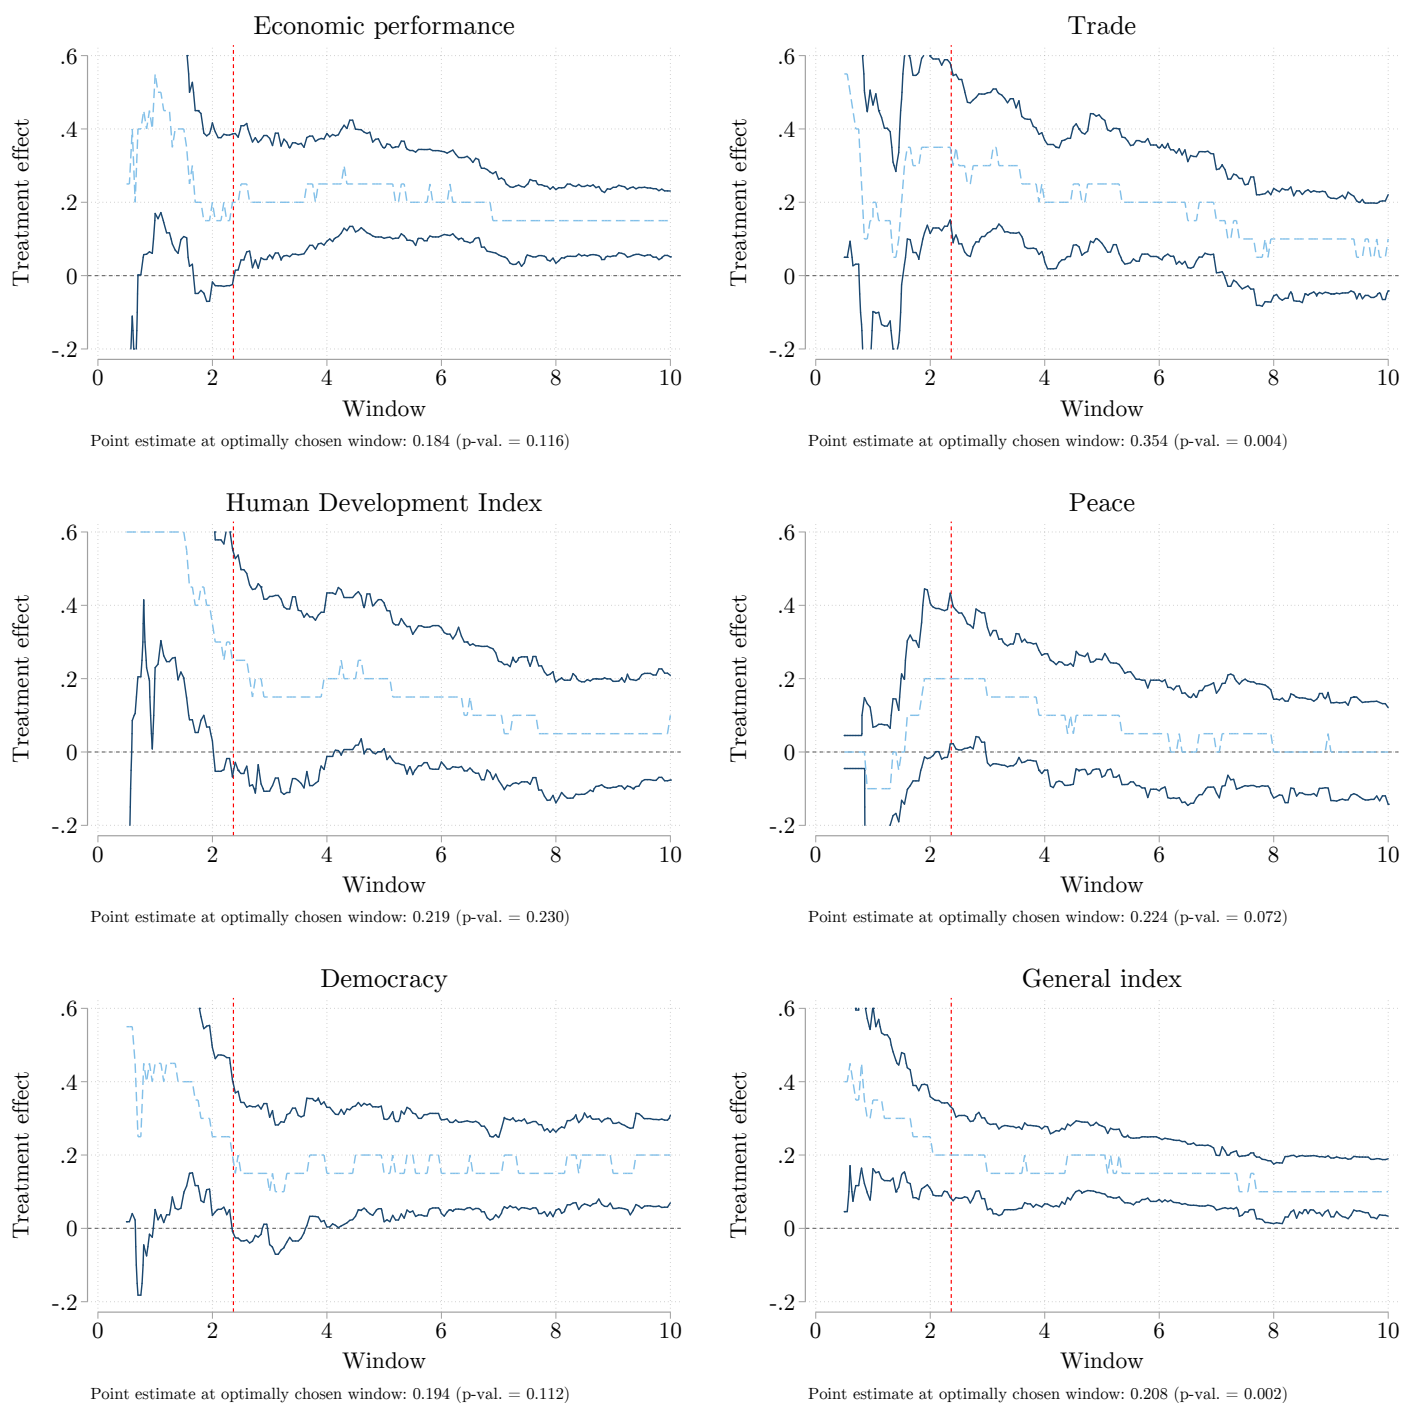 Economic performance
.6
.4
.2
0
-.2
Treatment effect
0 2 4 6 8 10
Window
Point estimate at optimally chosen window: 0.184 (p-val. = 0.116)
Trade
.6
.4
.2
0
-.2
Treatment effect
0 2 4 6 8 10
Window
Point estimate at optimally chosen window: 0.354 (p-val. = 0.004)
Human Development Index
.6
.4
.2
0
-.2
Treatment effect
0 2 4 6 8 10
Window
Point estimate at optimally chosen window: 0.219 (p-val. = 0.230)
Peace
.6
.4
.2
0
-.2
Treatment effect
0 2 4 6 8 10
Window
Point estimate at optimally chosen window: 0.224 (p-val. = 0.072)
Democracy
.6
.4
.2
0
-.2
Treatment effect
0 2 4 6 8 10
Window
Point estimate at optimally chosen window: 0.194 (p-val. = 0.112)
General index
.6
.4
.2
0
-.2
Treatment effect
0 2 4 6 8 10
Window
Point estimate at optimally chosen window: 0.208 (p-val. = 0.002)